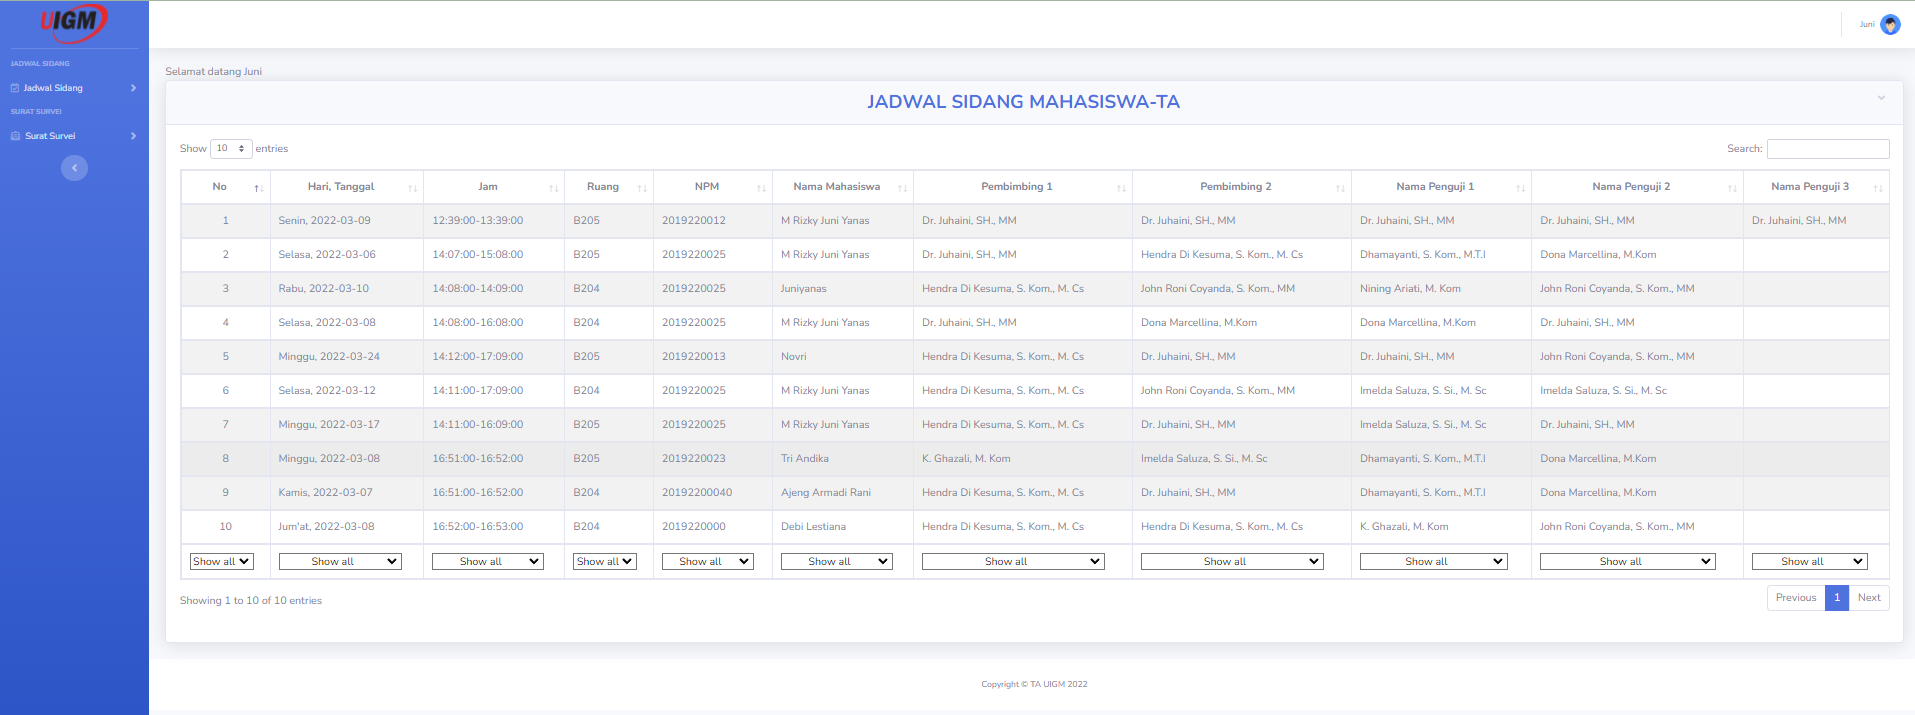 UIGM
Juni
JADWAL SIDANG
Jadwal Sidang
SURAT SURVEI
Surat Survei
Selamat datang Juni
JADWAL SIDANG MAHASISWA-TA
Show 10 entries Search:
No Hari, Tanggal Jam Ruang NPM Nama Mahasiswa Pembimbing 1 Pembimbing 2 Nama Penguji 1 Nama Penguji 2 Nama Penguji 3
1 Senin, 2022-03-09 12:39:00-13:39:00 B205 2019220012 M Rizky Juni Yanas Dr. Juhaini, SH., MM Dr. Juhaini, SH., MM Dr. Juhaini, SH., MM Dr. Juhaini, SH., MM Dr. Juhaini, SH., MM
2 Selasa, 2022-03-06 14:07:00-15:08:00 B205 2019220025 M Rizky Juni Yanas Dr. Juhaini, SH., MM Hendra Di Kesuma, S. Kom., M. Cs Dhamayanti, S. Kom., M.T.I Dona Marcellina, M.Kom
3 Rabu, 2022-03-10 14:08:00-14:09:00 B204 2019220025 Juniyanas Hendra Di Kesuma, S. Kom., M. Cs John Roni Coyanda, S. Kom., MM Nining Ariati, M. Kom John Roni Coyanda, S. Kom., MM
4 Selasa, 2022-03-08 14:08:00-16:08:00 B204 2019220025 M Rizky Juni Yanas Dr. Juhaini, SH., MM Dona Marcellina, M.Kom Dona Marcellina, M.Kom Dr. Juhaini, SH., MM
5 Minggu, 2022-03-24 14:12:00-17:09:00 B205 2019220013 Novri Hendra Di Kesuma, S. Kom., M. Cs Dr. Juhaini, SH., MM Dr. Juhaini, SH., MM John Roni Coyanda, S. Kom., MM
6 Selasa, 2022-03-12 14:11:00-17:09:00 B204 2019220025 M Rizky Juni Yanas Hendra Di Kesuma, S. Kom., M. Cs John Roni Coyanda, S. Kom., MM Imelda Saluza, S. Si., M. Sc Imelda Saluza, S. Si., M. Sc
7 Minggu, 2022-03-17 14:11:00-16:09:00 B205 2019220025 M Rizky Juni Yanas Hendra Di Kesuma, S. Kom., M. Cs Dr. Juhaini, SH., MM Imelda Saluza, S. Si., M. Sc Dr. Juhaini, SH., MM
8 Minggu, 2022-03-08 16:51:00-16:52:00 B205 2019220023 Tri Andika K. Ghazali, M. Kom Imelda Saluza, S. Si., M. Sc Dhamayanti, S. Kom., M.T.I Dona Marcellina, M.Kom
9 Kamis, 2022-03-07 16:51:00-16:52:00 B204 20192200040 Ajeng Armadi Rani Hendra Di Kesuma, S. Kom., M. Cs Dr. Juhaini, SH., MM Dhamayanti, S. Kom., M.T.I Dona Marcellina, M.Kom
10 Jum'at, 2022-03-08 16:52:00-16:53:00 B204 2019220000 Debi Lestiana Hendra Di Kesuma, S. Kom., M. Cs Hendra Di Kesuma, S. Kom., M. Cs K. Ghazali, M. Kom John Roni Coyanda, S. Kom., MM
Show all Show all Show all Show all Show all Show all Show all Show all Show all Show all Show all
Showing 1 to 10 of 10 entries Previous 1 Next
Copyright © TA UIGM 2022